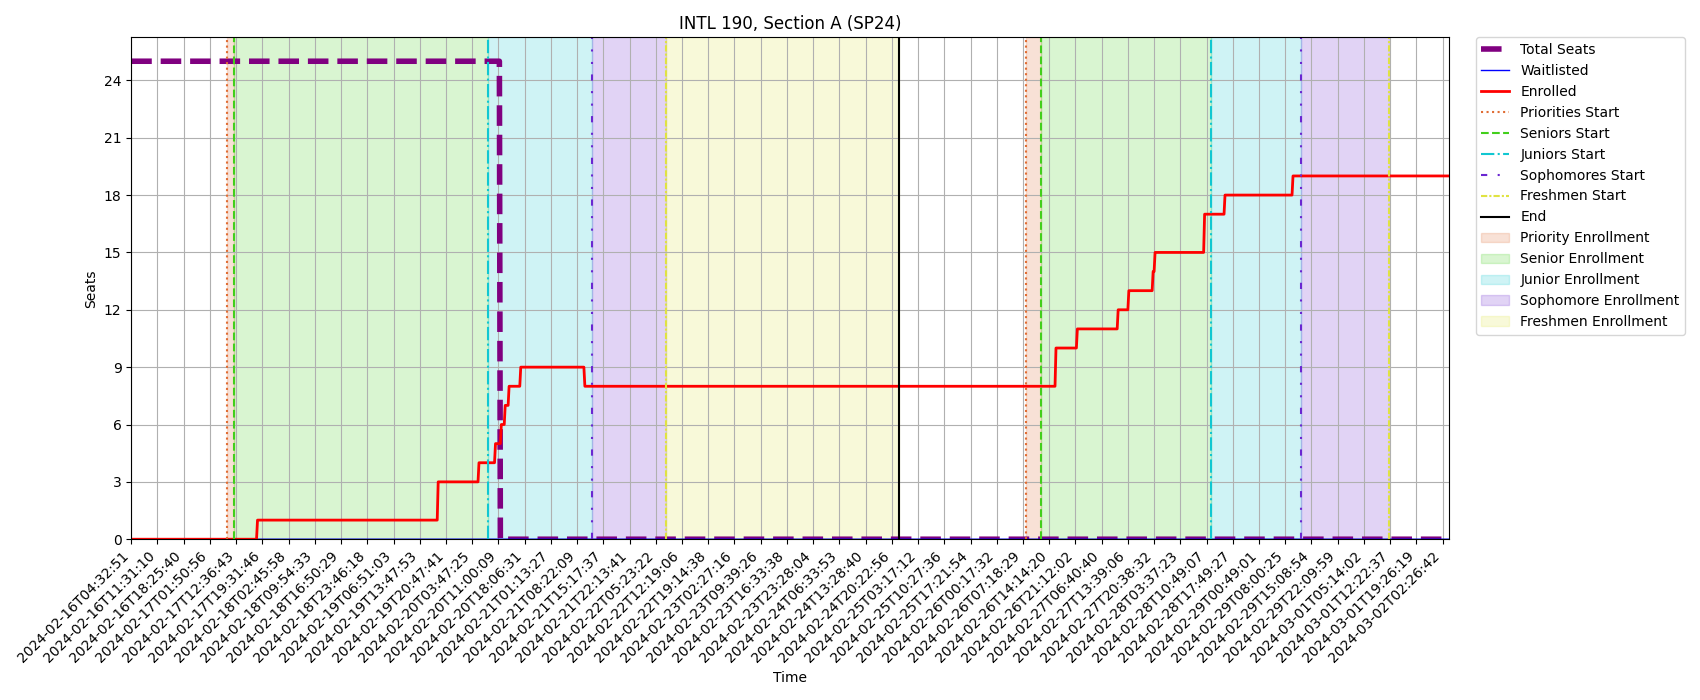 INTL 190, Section A (SP24)
Total Seats
Waitlisted
Enrolled
Priorities Start
Seniors Start
Juniors Start
Sophomores Start
Freshmen Start
End
Priority Enrollment
Senior Enrollment
Junior Enrollment
Sophomore Enrollment
Freshmen Enrollment
Seats
24
21
18
15
12
9
6
3
0
2024-02-16T04:32:51
2024-02-16T11:31:10
2024-02-16T18:25:40
2024-02-17T01:50:56
2024-02-17T12:36:43
2024-02-17T19:31:46
2024-02-18T02:45:58
2024-02-18T09:54:33
2024-02-18T16:50:29
2024-02-18T23:46:18
2024-02-19T06:51:03
2024-02-19T13:47:53
2024-02-19T20:47:41
2024-02-20T03:47:25
2024-02-20T11:00:09
2024-02-20T18:06:31
2024-02-21T01:13:27
2024-02-21T08:22:09
2024-02-21T15:17:37
2024-02-21T22:13:41
2024-02-22T05:23:22
2024-02-22T12:19:06
2024-02-22T19:14:38
2024-02-23T02:27:16
2024-02-23T09:39:26
2024-02-23T16:33:38
2024-02-23T23:28:04
2024-02-24T06:33:53
2024-02-24T13:28:40
2024-02-24T20:22:56
2024-02-25T03:17:12
2024-02-25T10:27:36
2024-02-25T17:21:54
2024-02-26T00:17:32
2024-02-26T07:18:29
2024-02-26T14:14:20
2024-02-26T21:12:02
2024-02-27T06:40:40
2024-02-27T13:39:06
2024-02-27T20:38:32
2024-02-28T03:37:23
2024-02-28T10:49:07
2024-02-28T17:49:27
2024-02-29T00:49:01
2024-02-29T08:00:25
2024-02-29T15:08:54
2024-02-29T22:09:59
2024-03-01T05:14:02
2024-03-01T12:22:37
2024-03-01T19:26:19
2024-03-02T02:26:42
Time